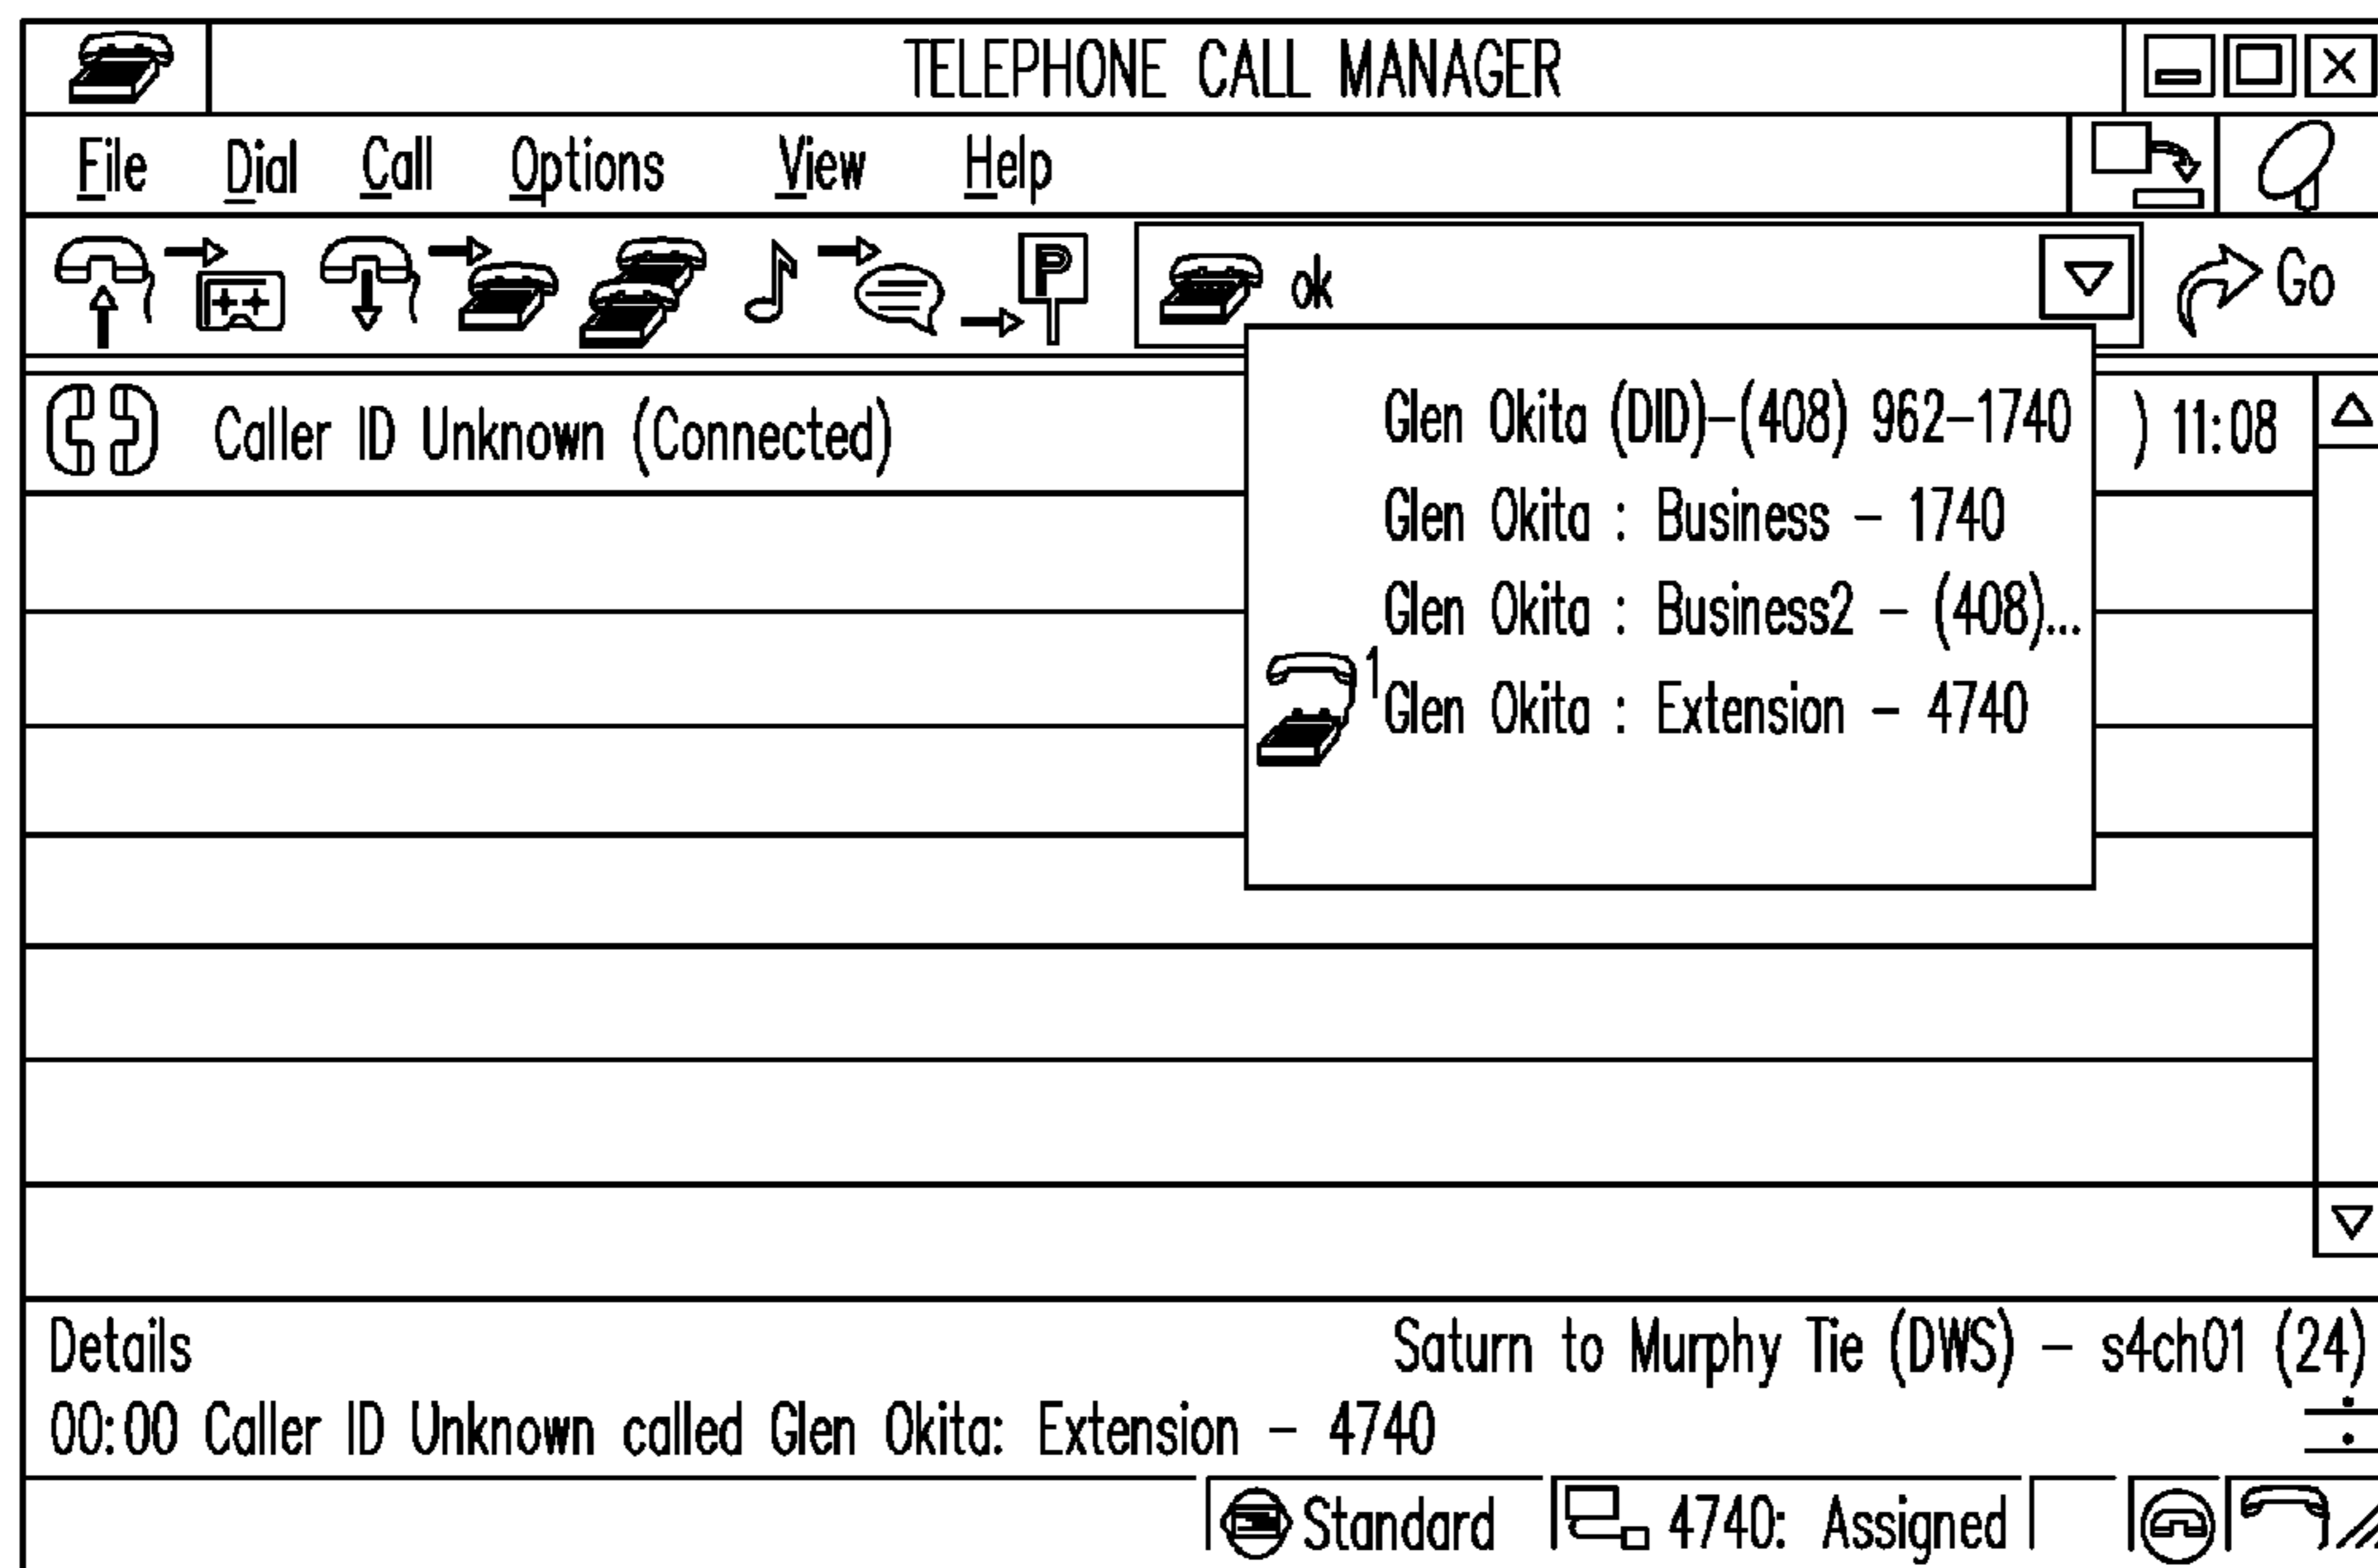 TELEPHONE CALL MANAGER
File Dial Call Options View Help
P ok Go
Caller ID Unknown (Connected) ) 11:08
Glen Okita (DID)-(408) 962-1740
Glen Okita : Business - 1740
Glen Okita : Business2 - (408)...
1 Glen Okita : Extension - 4740
Details Saturn to Murphy Tie (DWS) - s4ch01 (24)
00:00 Caller ID Unknown called Glen Okita: Extension - 4740
Standard 4740: Assigned